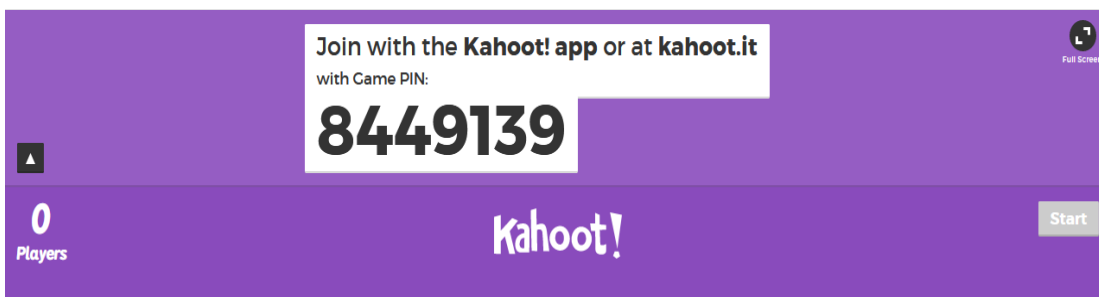 Join with the Kahoot! app or at kahoot.it
with Game PIN:
8449139
Full Screen
0
Players
Kahoot!
Start